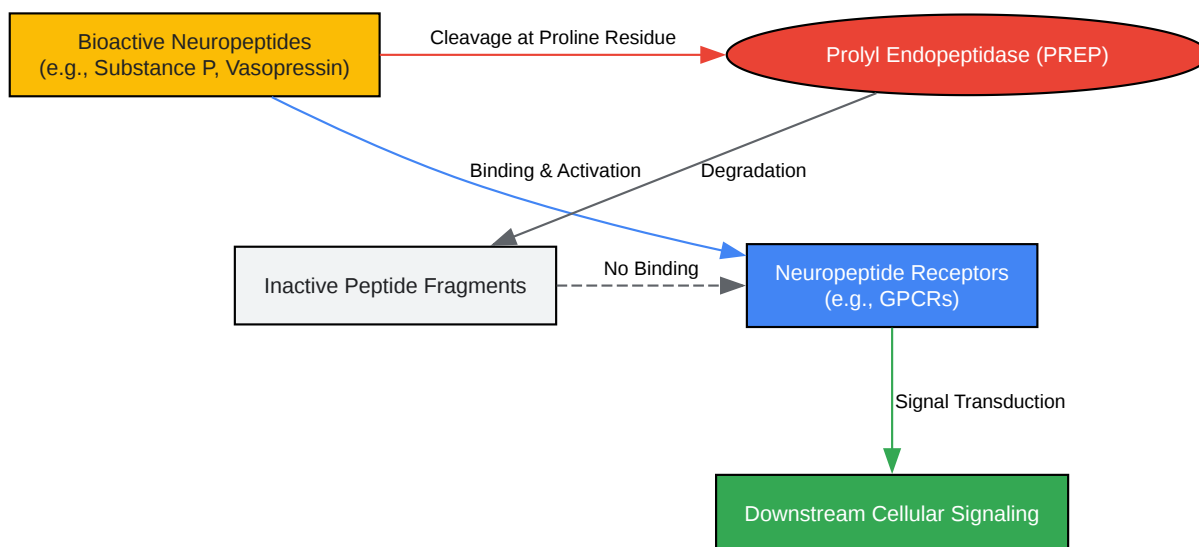 Bioactive Neuropeptides
(e.g., Substance P, Vasopressin)
Cleavage at Proline Residue
Prolyl Endopeptidase (PREP)
Binding & Activation
Degradation
Inactive Peptide Fragments
No Binding
Neuropeptide Receptors
(e.g., GPCRs)
Signal Transduction
Downstream Cellular Signaling